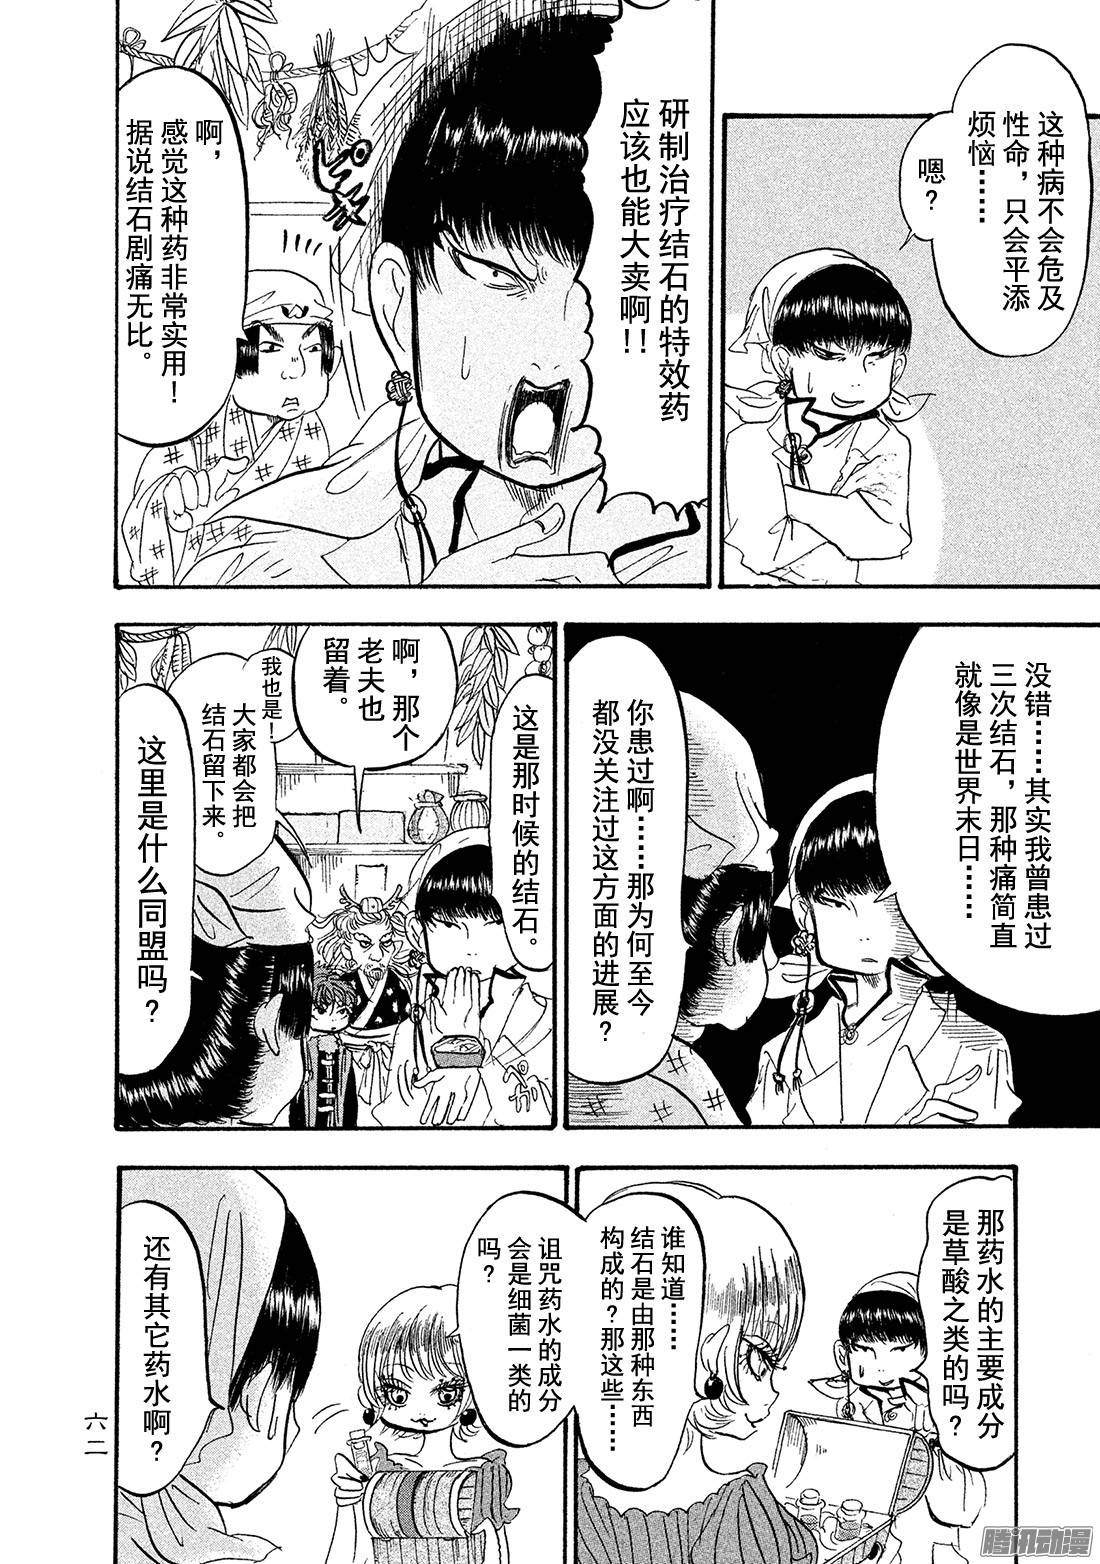 这种病不会危及
性命，只会平添
烦恼……
嗯？
研制治疗结石的特效药
应该也能大卖啊！！
啊，
感觉这种药非常实用！
据说结石剧痛无比。
没错……其实我曾患过
三次结石，那种痛简直
就像是世界末日……
你患过啊……那为何至今
都没关注过这方面的进展？
这是那时候的结石。
啊，那个
老夫也
留着。
我也是！
大家都会把
结石留下来。
这里是什么同盟吗？
那药水的主要成分
是草酸之类的吗？
谁知道……
结石是由那种东西
构成的？那这些……
诅咒药水的成分
会是细菌一类的
吗？
还有其它药水啊？
六二
腾讯动漫